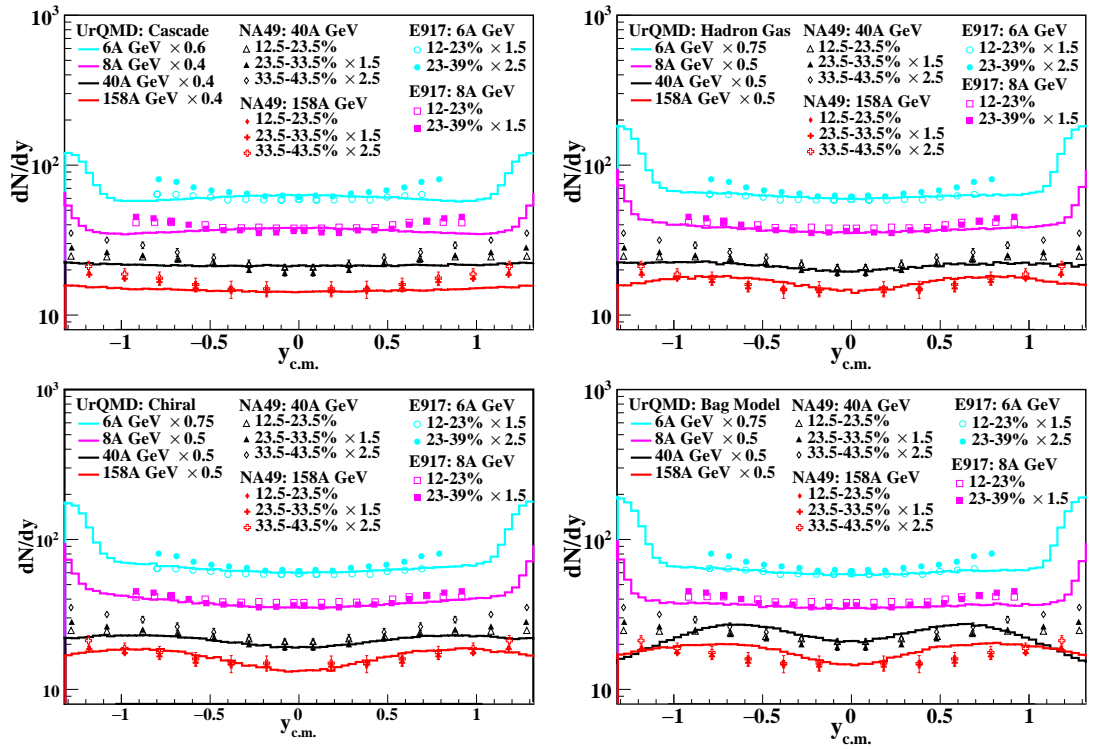 UrQMD: Cascade
6A GeV × 0.6
8A GeV × 0.4
40A GeV × 0.4
158A GeV × 0.4
NA49: 40A GeV
12.5-23.5%
23.5-33.5% × 1.5
33.5-43.5% × 2.5
NA49: 158A GeV
12.5-23.5%
23.5-33.5% × 1.5
33.5-43.5% × 2.5
E917: 6A GeV
12-23% × 1.5
23-39% × 2.5
E917: 8A GeV
12-23%
23-39% × 1.5
dN/dy
10³
10²
10
−1 −0.5 0 0.5 1
y c.m.
UrQMD: Hadron Gas
6A GeV × 0.75
8A GeV × 0.5
40A GeV × 0.5
158A GeV × 0.5
NA49: 40A GeV
12.5-23.5%
23.5-33.5% × 1.5
33.5-43.5% × 2.5
NA49: 158A GeV
12.5-23.5%
23.5-33.5% × 1.5
33.5-43.5% × 2.5
E917: 6A GeV
12-23% × 1.5
23-39% × 2.5
E917: 8A GeV
12-23%
23-39% × 1.5
dN/dy
10³
10²
10
−1 −0.5 0 0.5 1
y c.m.
UrQMD: Chiral
6A GeV × 0.75
8A GeV × 0.5
40A GeV × 0.5
158A GeV × 0.5
NA49: 40A GeV
12.5-23.5%
23.5-33.5% × 1.5
33.5-43.5% × 2.5
NA49: 158A GeV
12.5-23.5%
23.5-33.5% × 1.5
33.5-43.5% × 2.5
E917: 6A GeV
12-23% × 1.5
23-39% × 2.5
E917: 8A GeV
12-23%
23-39% × 1.5
dN/dy
10³
10²
10
−1 −0.5 0 0.5 1
y c.m.
UrQMD: Bag Model
6A GeV × 0.75
8A GeV × 0.5
40A GeV × 0.5
158A GeV × 0.5
NA49: 40A GeV
12.5-23.5%
23.5-33.5% × 1.5
33.5-43.5% × 2.5
NA49: 158A GeV
12.5-23.5%
23.5-33.5% × 1.5
33.5-43.5% × 2.5
E917: 6A GeV
12-23% × 1.5
23-39% × 2.5
E917: 8A GeV
12-23%
23-39% × 1.5
dN/dy
10³
10²
10
−1 −0.5 0 0.5 1
y c.m.